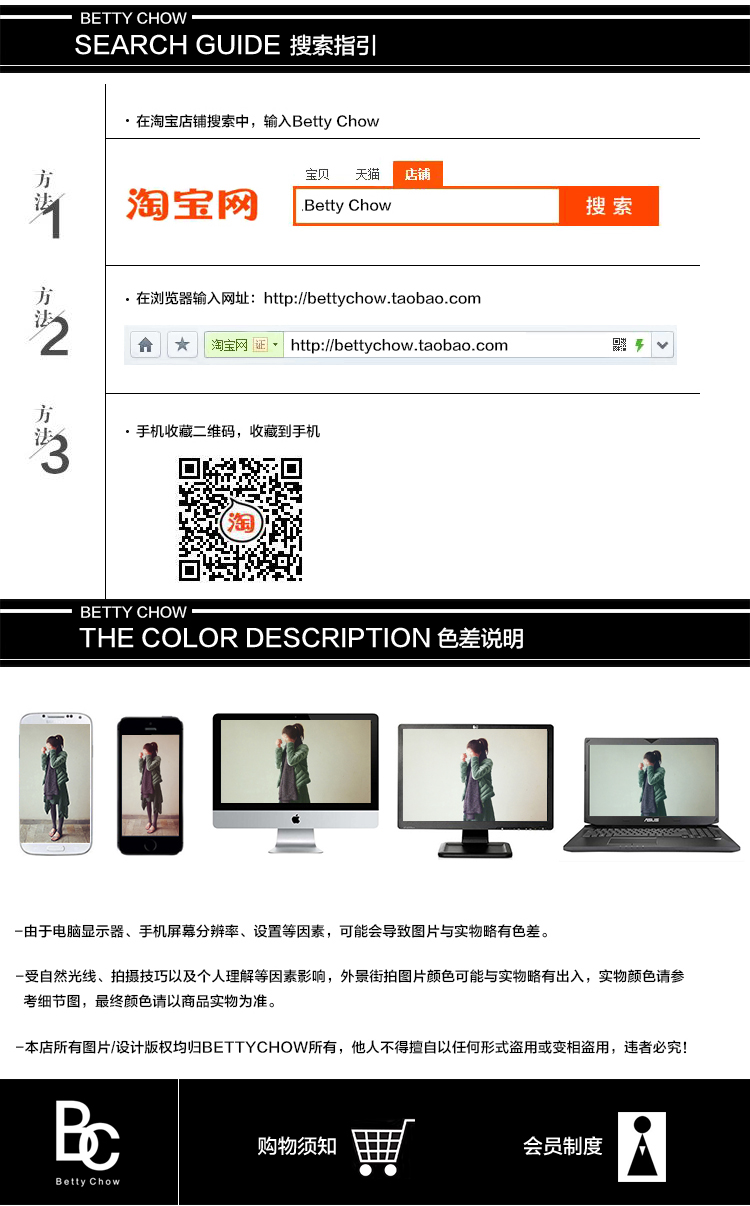 BETTY CHOW
SEARCH GUIDE 搜索指引
方法1
· 在淘宝店铺搜索中，输入Betty Chow
宝贝 天猫 店铺
淘宝网 .Betty Chow 搜 索
方法2
· 在浏览器输入网址：http://bettychow.taobao.com
淘宝网 证 http://bettychow.taobao.com
方法3
· 手机收藏二维码，收藏到手机
淘
BETTY CHOW
THE COLOR DESCRIPTION 色差说明
ASUS
-由于电脑显示器、手机屏幕分辨率、设置等因素，可能会导致图片与实物略有色差。
-受自然光线、拍摄技巧以及个人理解等因素影响，外景街拍图片颜色可能与实物略有出入，实物颜色请参
考细节图，最终颜色请以商品实物为准。
-本店所有图片/设计版权均归BETTYCHOW所有，他人不得擅自以任何形式盗用或变相盗用，违者必究！
BC
Betty Chow
购物须知
会员制度